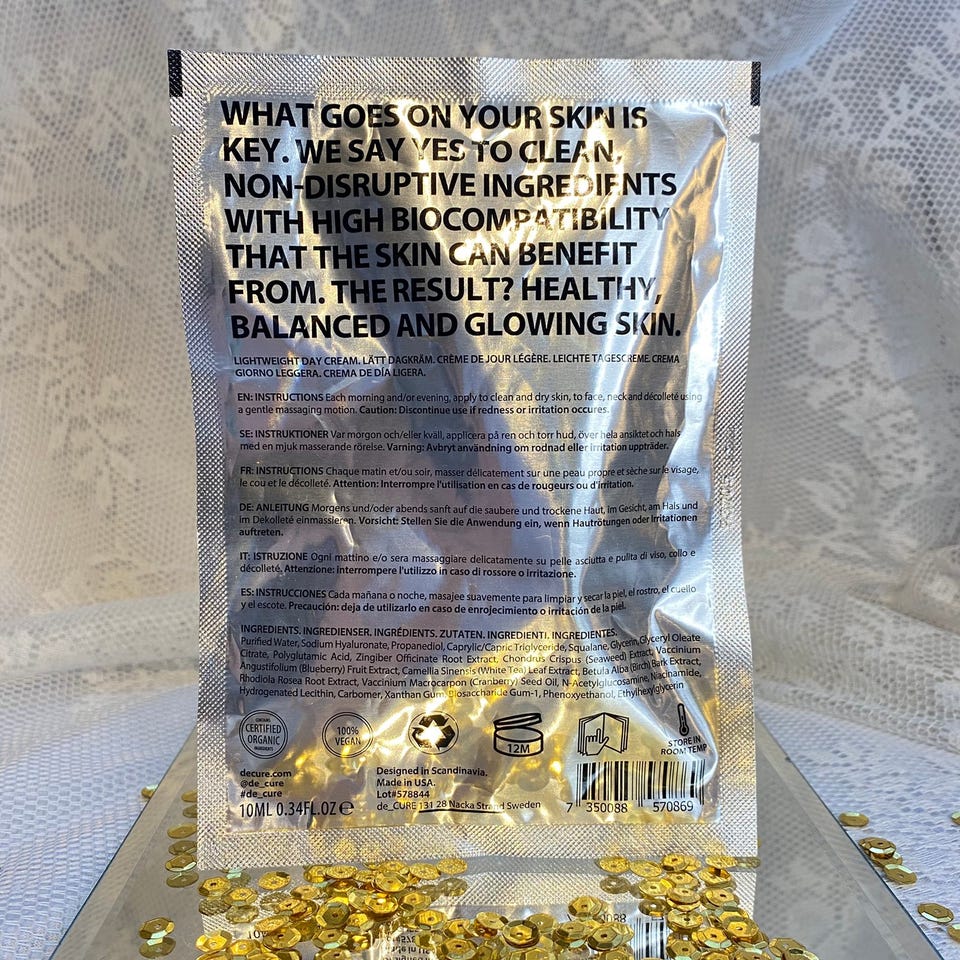 WHAT GOES ON YOUR SKIN IS
KEY. WE SAY YES TO CLEAN,
NON-DISRUPTIVE INGREDIENTS
WITH HIGH BIOCOMPATIBILITY
THAT THE SKIN CAN BENEFIT
FROM. THE RESULT? HEALTHY,
BALANCED AND GLOWING SKIN.
LIGHTWEIGHT DAY CREAM. LÄTT DAGKRÄM. CRÈME DE JOUR LÉGÈRE. LEICHTE TAGESCREME. CREMA
GIORNO LEGGERA. CREMA DE DÍA LIGERA.
EN: INSTRUCTIONS Each morning and/or evening, apply to clean and dry skin, to face, neck and décolleté using
a gentle massaging motion. Caution: Discontinue use if redness or irritation occures.
SE: INSTRUKTIONER Var morgon och/eller kväll, applicera på ren och torr hud, över hela ansiktet och hals
med en mjuk masserande rörelse. Varning: Avbryt användning om rodnad eller irritation uppträder.
FR: INSTRUCTIONS Chaque matin et/ou soir, masser délicatement sur une peau propre et sèche sur le visage,
le cou et le décolleté. Attention: Interrompre l'utilisation en cas de rougeurs ou d'irritation.
DE: ANLEITUNG Morgens und/oder abends sanft auf die saubere und trockene Haut, im Gesicht, am Hals und
im Dekolleté einmassieren. Vorsicht: Stellen Sie die Anwendung ein, wenn Hautrötungen oder Irritationen
auftreten.
IT: ISTRUZIONE Ogni mattino e/o sera massaggiare delicatamente su pelle asciutta e pulita di viso, collo e
décolleté. Attenzione: interrompere l'utilizzo in caso di rossore o irritazione.
ES: INSTRUCCIONES Cada mañana o noche, masajee suavemente para limpiar y secar la piel, el rostro, el cuello
y el escote. Precaución: deja de utilizarlo en caso de enrojecimiento o irritación de la piel.
INGREDIENTS. INGREDIENSER. INGRÉDIENTS. ZUTATEN. INGREDIENTI. INGREDIENTES.
Purified Water, Sodium Hyaluronate, Propanediol, Caprylic/Capric Triglyceride, Squalane, Glycerin, Glyceryl Oleate
Citrate, Polyglutamic Acid, Zingiber Officinate Root Extract, Chondrus Crispus (Seaweed) Extract, Vaccinium
Angustifolium (Blueberry) Fruit Extract, Camellia Sinensis (White Tea) Leaf Extract, Betula Alba (Birch) Bark Extract,
Rhodiola Rosea Root Extract, Vaccinium Macrocarpon (Cranberry) Seed Oil, N-Acetylglucosamine, Niacinamide,
Hydrogenated Lecithin, Carbomer, Xanthan Gum, Biosaccharide Gum-1, Phenoxyethanol, Ethylhexylglycerin
CONTAINS
CERTIFIED
ORGANIC
INGREDIENTS
100%
VEGAN
12M
STORE IN
ROOM TEMP
decure.com
@de_cure
#de_cure
10ML 0.34FL.OZ e
Designed in Scandinavia.
Made in USA.
Lot#578844
de_CURE 131 28 Nacka Strand Sweden
7 350088 570869